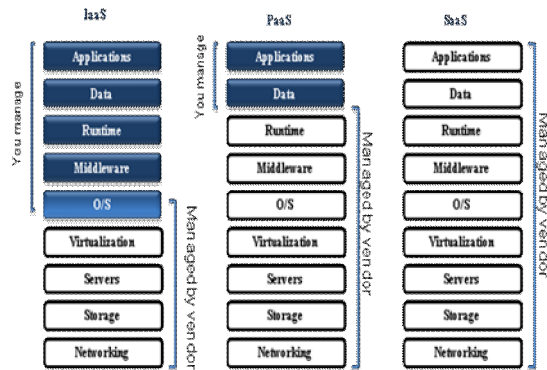 IaaS
You manage
Applications
Data
Runtime
Middleware
O/S
Virtualization
Servers
Storage
Networking
Managed by vendor
PaaS
You manage
Applications
Data
Runtime
Middleware
O/S
Virtualization
Servers
Storage
Networking
Managed by vendor
SaaS
Applications
Data
Runtime
Middleware
O/S
Virtualization
Servers
Storage
Networking
Managed by vendor